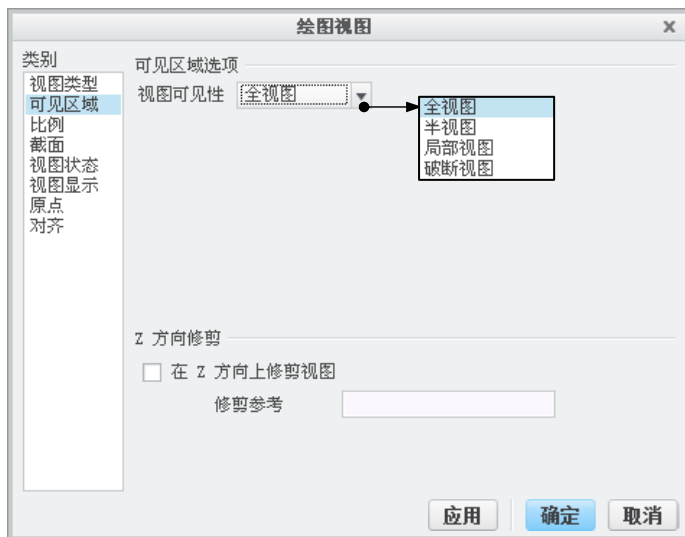 绘图视图
类别
视图类型
可见区域
比例
截面
视图状态
视图显示
原点
对齐
可见区域选项
视图可见性 全视图
全视图
半视图
局部视图
破断视图
Z 方向修剪
在 Z 方向上修剪视图
修剪参考
应用 确定 取消